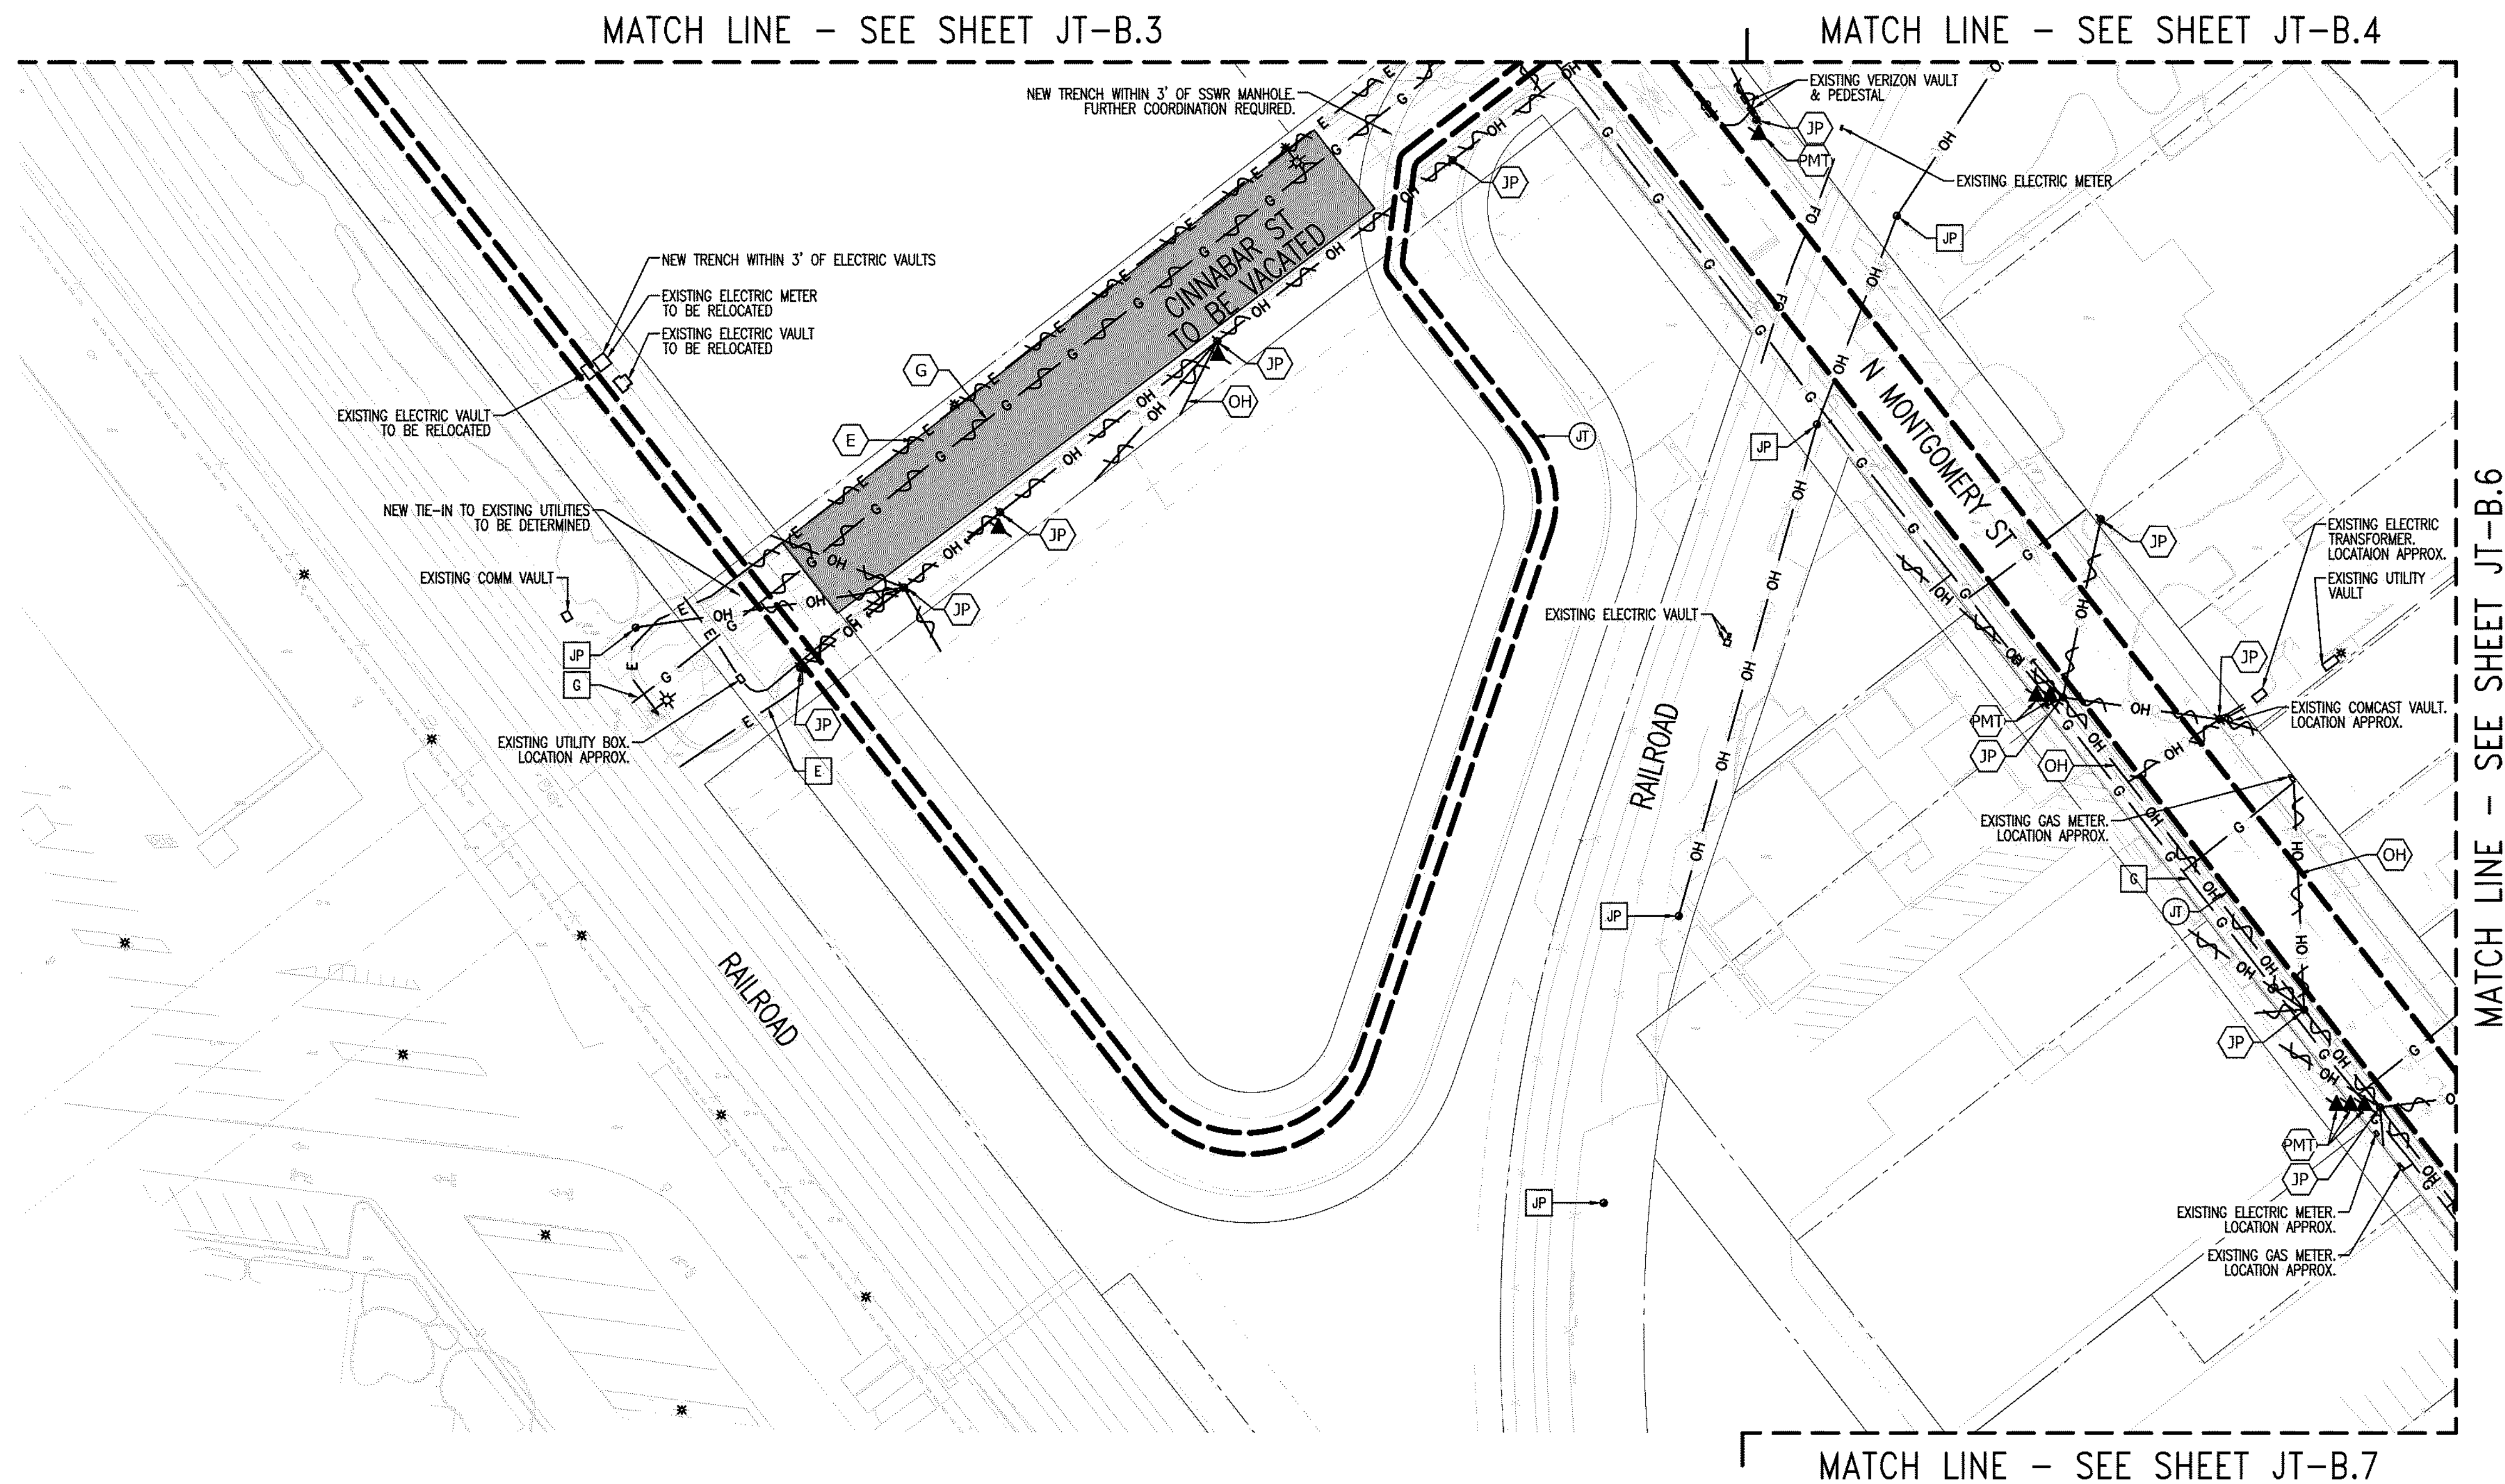 MATCH LINE – SEE SHEET JT–B.3
MATCH LINE – SEE SHEET JT–B.4
NEW TRENCH WITHIN 3' OF SSWR MANHOLE.
FURTHER COORDINATION REQUIRED.
EXISTING VERIZON VAULT
& PEDESTAL
JP
PMT
EXISTING ELECTRIC METER
JP
JP
NEW TRENCH WITHIN 3' OF ELECTRIC VAULTS
EXISTING ELECTRIC METER
TO BE RELOCATED
EXISTING ELECTRIC VAULT
TO BE RELOCATED
CINNABAR ST
TO BE VACATED
G
JP
OH
E
EXISTING ELECTRIC VAULT
TO BE RELOCATED
JT
JP
N MONTGOMERY ST
NEW TIE–IN TO EXISTING UTILITIES
TO BE DETERMINED
JP
JP
EXISTING ELECTRIC
TRANSFORMER.
LOCATAION APPROX.
EXISTING UTILITY
VAULT
EXISTING COMM VAULT
JP
EXISTING ELECTRIC VAULT
JP
G
JP
EXISTING COMCAST VAULT.
LOCATION APPROX.
EXISTING UTILITY BOX.
LOCATION APPROX.
JP
E
PMT
JP
OH
RAILROAD
EXISTING GAS METER.
LOCATION APPROX.
OH
G
JT
JP
RAILROAD
JP
JP
PMT
JP
EXISTING ELECTRIC METER.
LOCATION APPROX.
EXISTING GAS METER.
LOCATION APPROX.
MATCH LINE – SEE SHEET JT–B.6
MATCH LINE – SEE SHEET JT–B.7